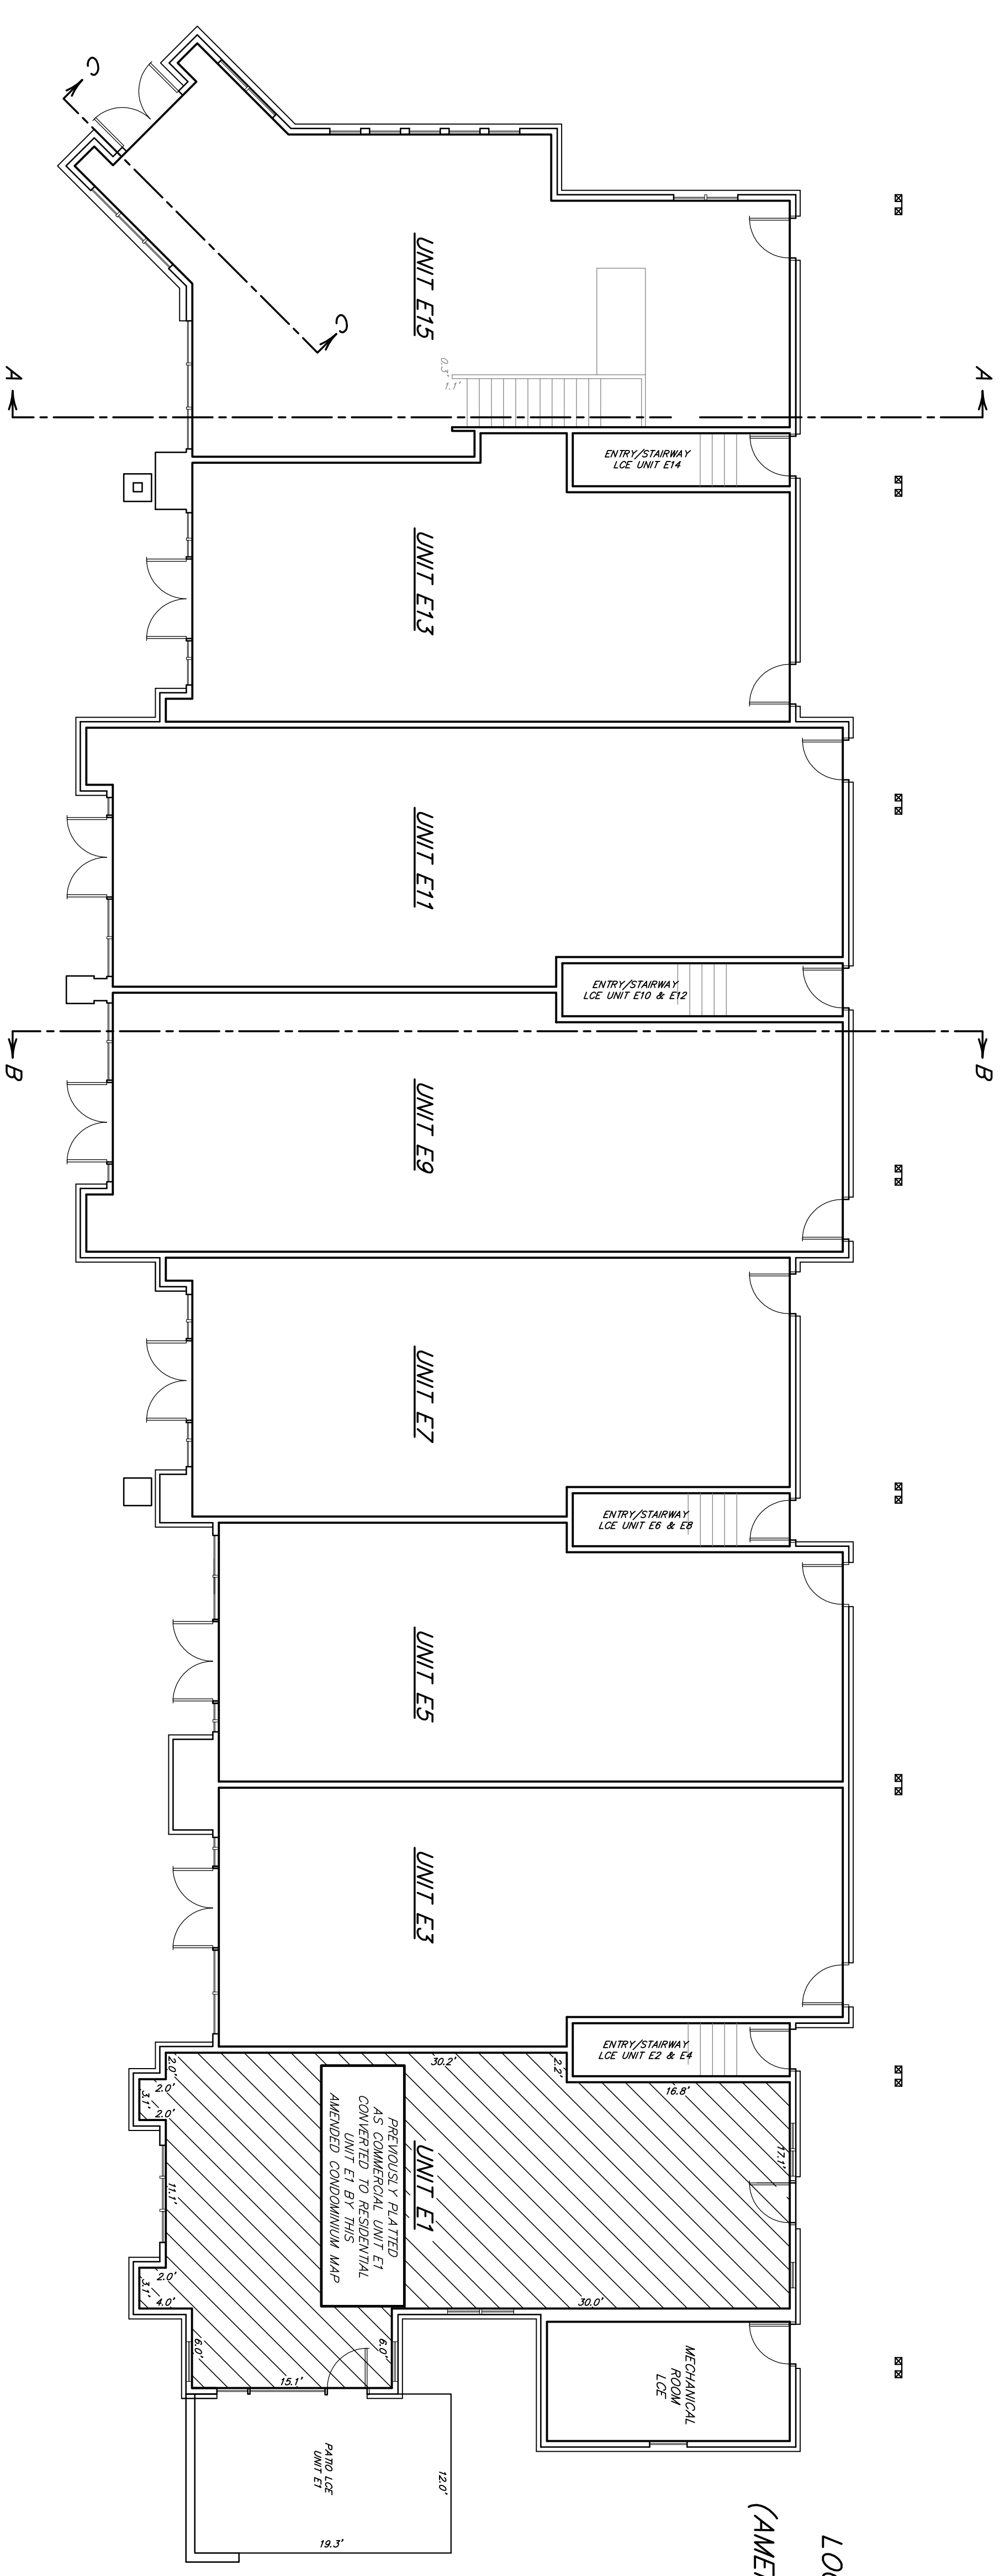 C
C
A
A
UNIT E15
0.3'
1.1'
ENTRY/STAIRWAY
LCE UNIT E14
UNIT E13
UNIT E11
ENTRY/STAIRWAY
LCE UNIT E10 & E12
B
B
UNIT E9
UNIT E7
ENTRY/STAIRWAY
LCE UNIT E6 & E8
UNIT E5
UNIT E3
ENTRY/STAIRWAY
LCE UNIT E2 & E4
2.0'
2.0'
3.1'
2.0'
30.2'
2.2'
16.8'
17.1'
11.1'
UNIT E1
PREVIOUSLY PLATTED
AS COMMERCIAL UNIT E1
CONVERTED TO RESIDENTIAL
UNIT E1 BY THIS
AMENDED CONDOMINIUM MAP
2.0'
3.1'
4.0'
30.0'
6.0'
6.0'
15.1'
MECHANICAL
ROOM
LCE
PATIO LCE
UNIT E1
12.0'
19.3'